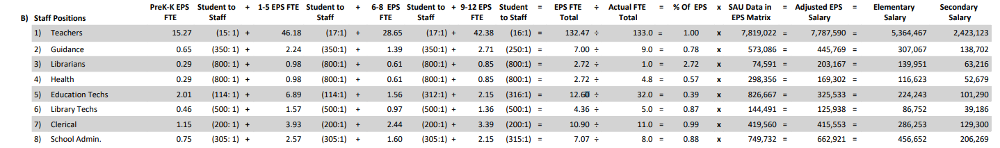 PreK-K EPS Student to + 1-5 EPS FTE Student to + 6-8 EPS Student to + 9-12 EPS Student = EPS FTE ÷ Actual FTE = % Of EPS x SAU Data in = Adjusted EPS = Elementary Secondary
B) Staff Positions FTE Staff Staff FTE Staff FTE to Staff Total Total EPS Matrix Salary Salary Salary
1) Teachers 15.27 (15: 1) + 46.18 (17:1) + 28.65 (17:1) + 42.38 (16:1) = 132.47 ÷ 133.0 = 1.00 x 7,819,022 = 7,787,590 = 5,364,467 2,423,123
2) Guidance 0.65 (350: 1) + 2.24 (350:1) + 1.39 (350:1) + 2.71 (250:1) = 7.00 ÷ 9.0 = 0.78 x 573,086 = 445,769 = 307,067 138,702
3) Librarians 0.29 (800: 1) + 0.98 (800:1) + 0.61 (800:1) + 0.85 (800:1) = 2.72 ÷ 1.0 = 2.72 x 74,591 = 203,167 = 139,951 63,216
4) Health 0.29 (800: 1) + 0.98 (800:1) + 0.61 (800:1) + 0.85 (800:1) = 2.72 ÷ 4.8 = 0.57 x 298,356 = 169,302 = 116,623 52,679
5) Education Techs 2.01 (114: 1) + 6.89 (114:1) + 1.56 (312:1) + 2.15 (316:1) = 12.60 ÷ 32.0 = 0.39 x 826,667 = 325,533 = 224,243 101,290
6) Library Techs 0.46 (500: 1) + 1.57 (500:1) + 0.97 (500:1) + 1.36 (500:1) = 4.36 ÷ 5.0 = 0.87 x 144,491 = 125,938 = 86,752 39,186
7) Clerical 1.15 (200: 1) + 3.93 (200:1) + 2.44 (200:1) + 3.39 (200:1) = 10.90 ÷ 11.0 = 0.99 x 419,560 = 415,553 = 286,253 129,300
8) School Admin. 0.75 (305: 1) + 2.57 (305:1) + 1.60 (305:1) + 2.15 (315:1) = 7.07 ÷ 8.0 = 0.88 x 749,732 = 662,921 = 456,652 206,269